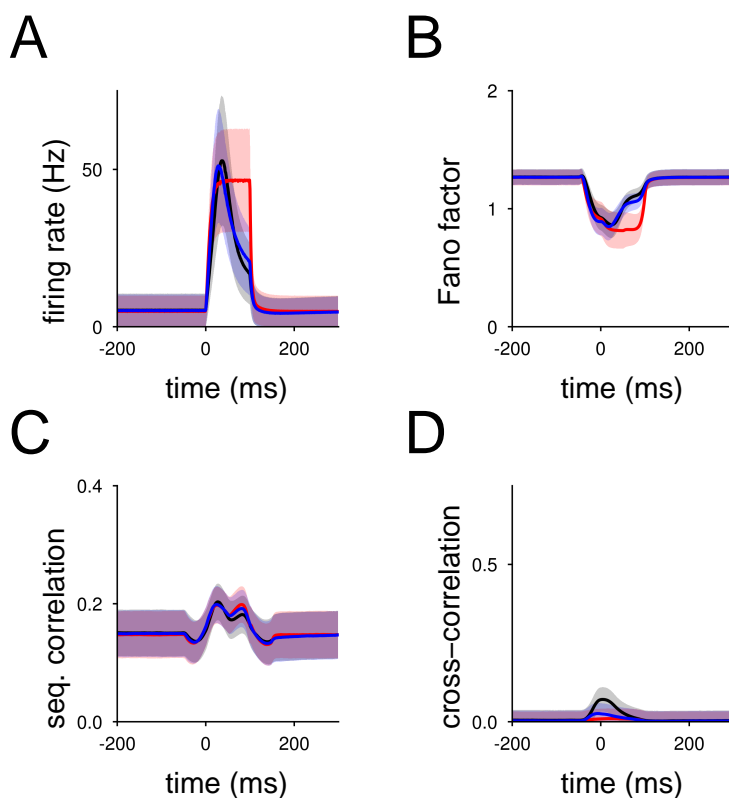 A
firing rate (Hz)
50
0
-200
0
200
time (ms)
B
Fano factor
2
1
0
-200
0
200
time (ms)
C
seq. correlation
0.4
0.2
0.0
-200
0
200
time (ms)
D
cross-correlation
0.5
0.0
-200
0
200
time (ms)